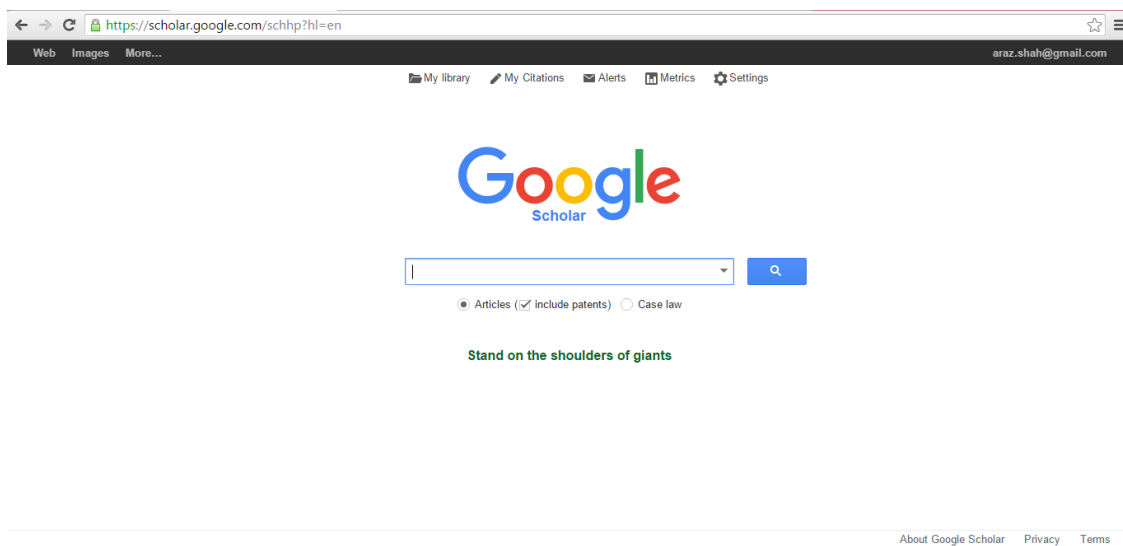 https://scholar.google.com/schhp?hl=en
Web Images More... araz.shah@gmail.com
My library My Citations Alerts Metrics Settings
Google
Scholar
Articles (include patents) Case law
Stand on the shoulders of giants
About Google Scholar Privacy Terms